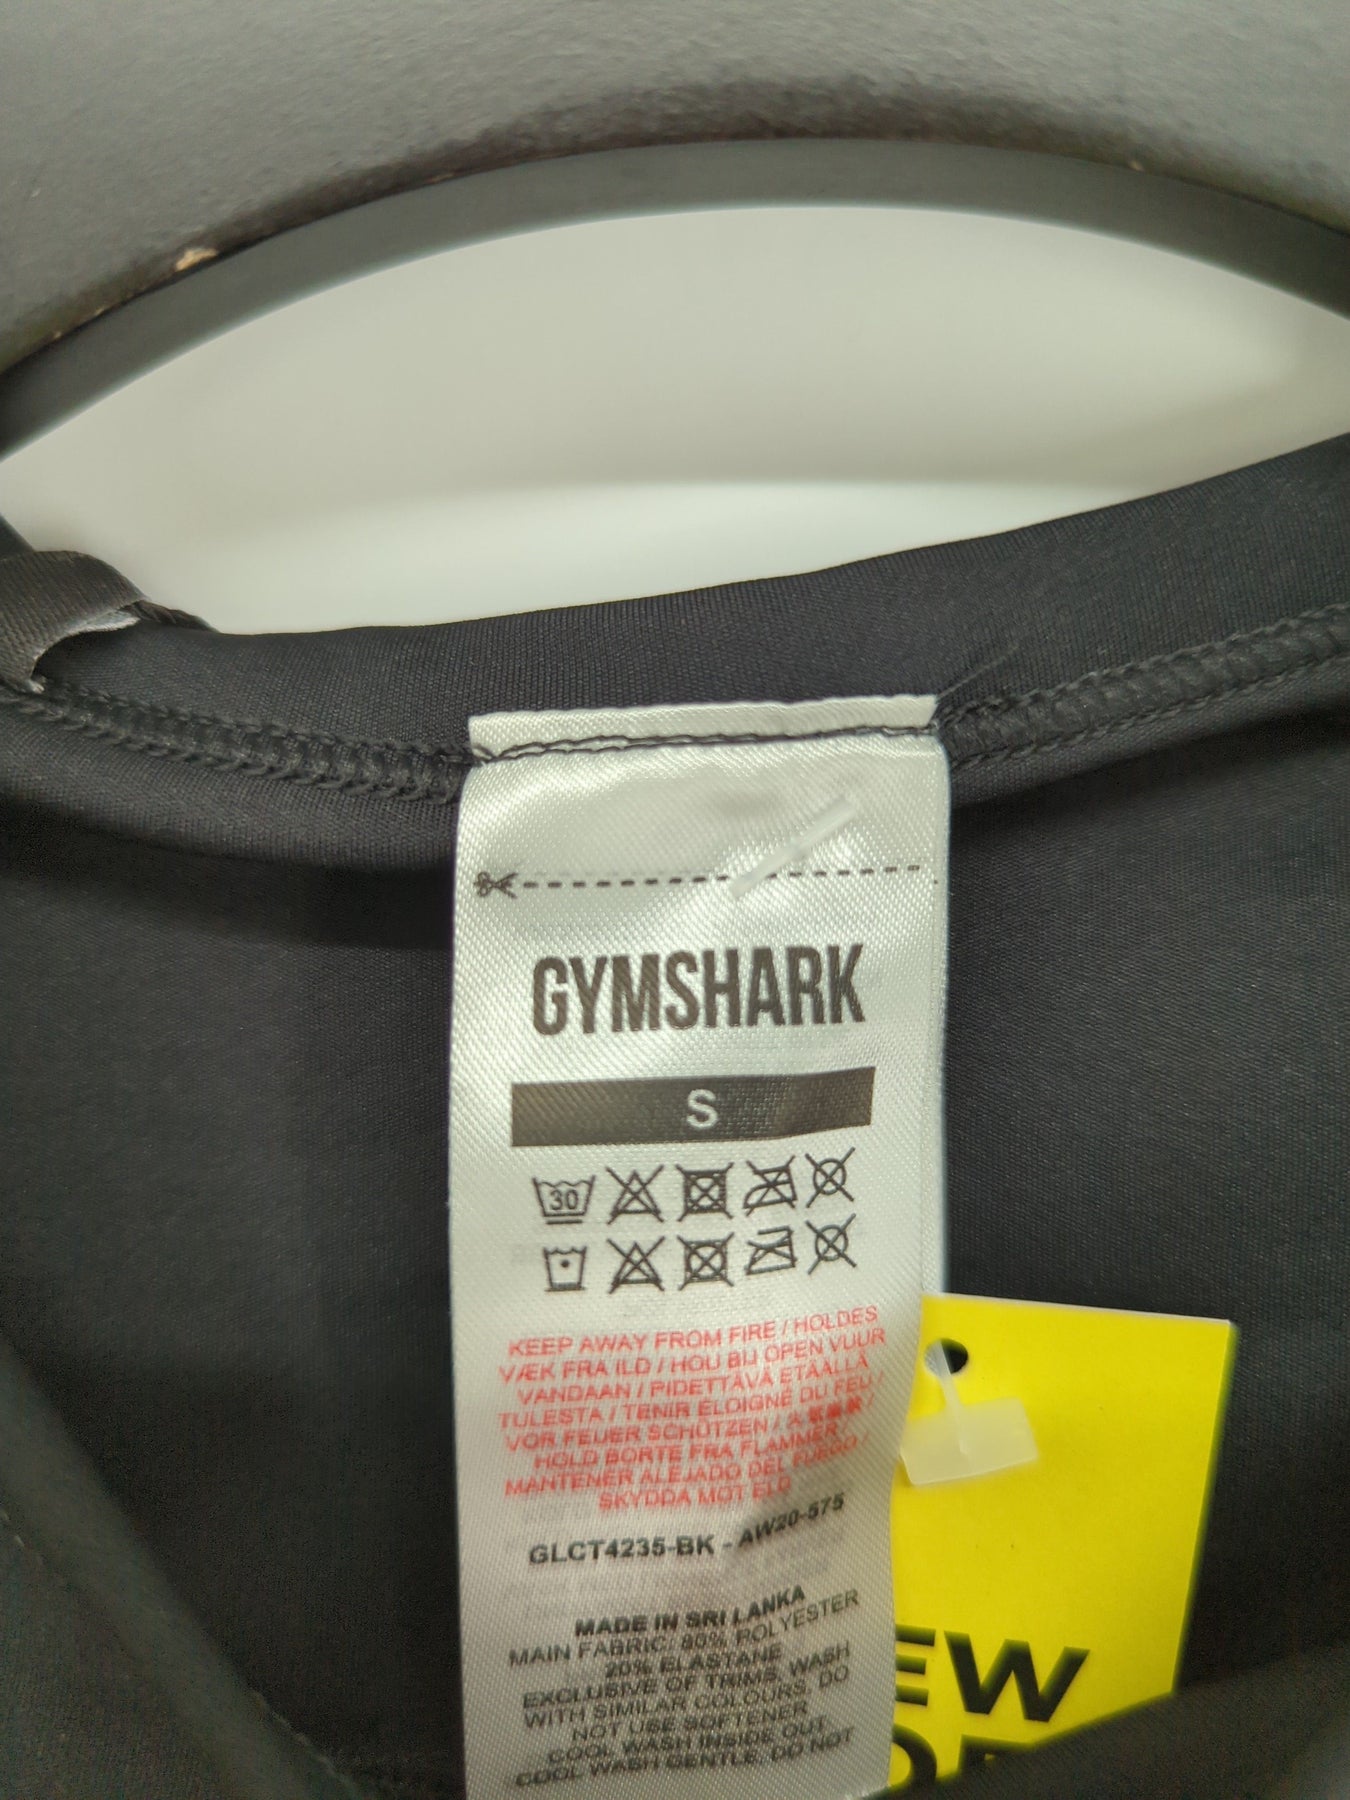 GYMSHARK
S
30
KEEP AWAY FROM FIRE / HOLDES
VÆK FRA ILD / HOU BIJ OPEN VUUR
VANDAAN / PIDETTÄVÄ ETÄÄLLÄ
TULESTA / TENIR ÉLOIGNÉ DU FEU /
VOR FEUER SCHÜTZEN /
HOLD BORTE FRA FLAMMER /
MANTENER ALEJADO DEL FUEGO /
SKYDDA MOT ELD
GLCT4235-BK - AW20-575
MADE IN SRI LANKA
MAIN FABRIC: 80% POLYESTER
20% ELASTANE
EXCLUSIVE OF TRIMS, WASH
WITH SIMILAR COLOURS, DO
NOT USE SOFTENER
COOL WASH INSIDE OUT
COOL WASH GENTLE, DO NOT
EW